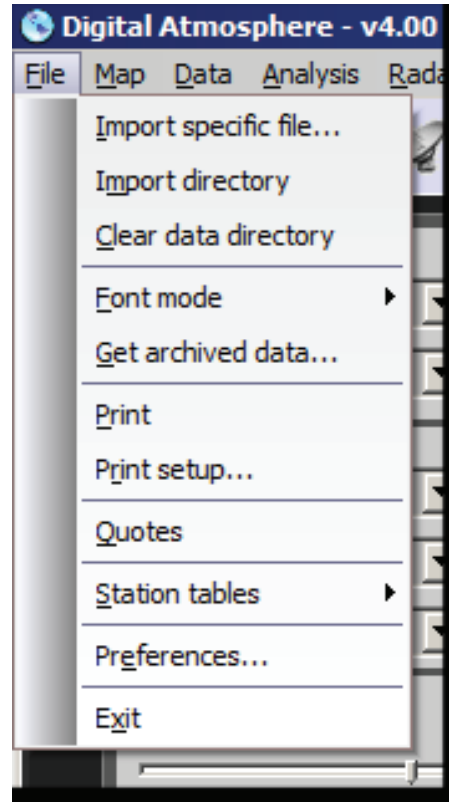 Digital Atmosphere - v4.00
File Map Data Analysis Rada
Import specific file...
Import directory
Clear data directory
Font mode
Get archived data...
Print
Print setup...
Quotes
Station tables
Preferences...
Exit